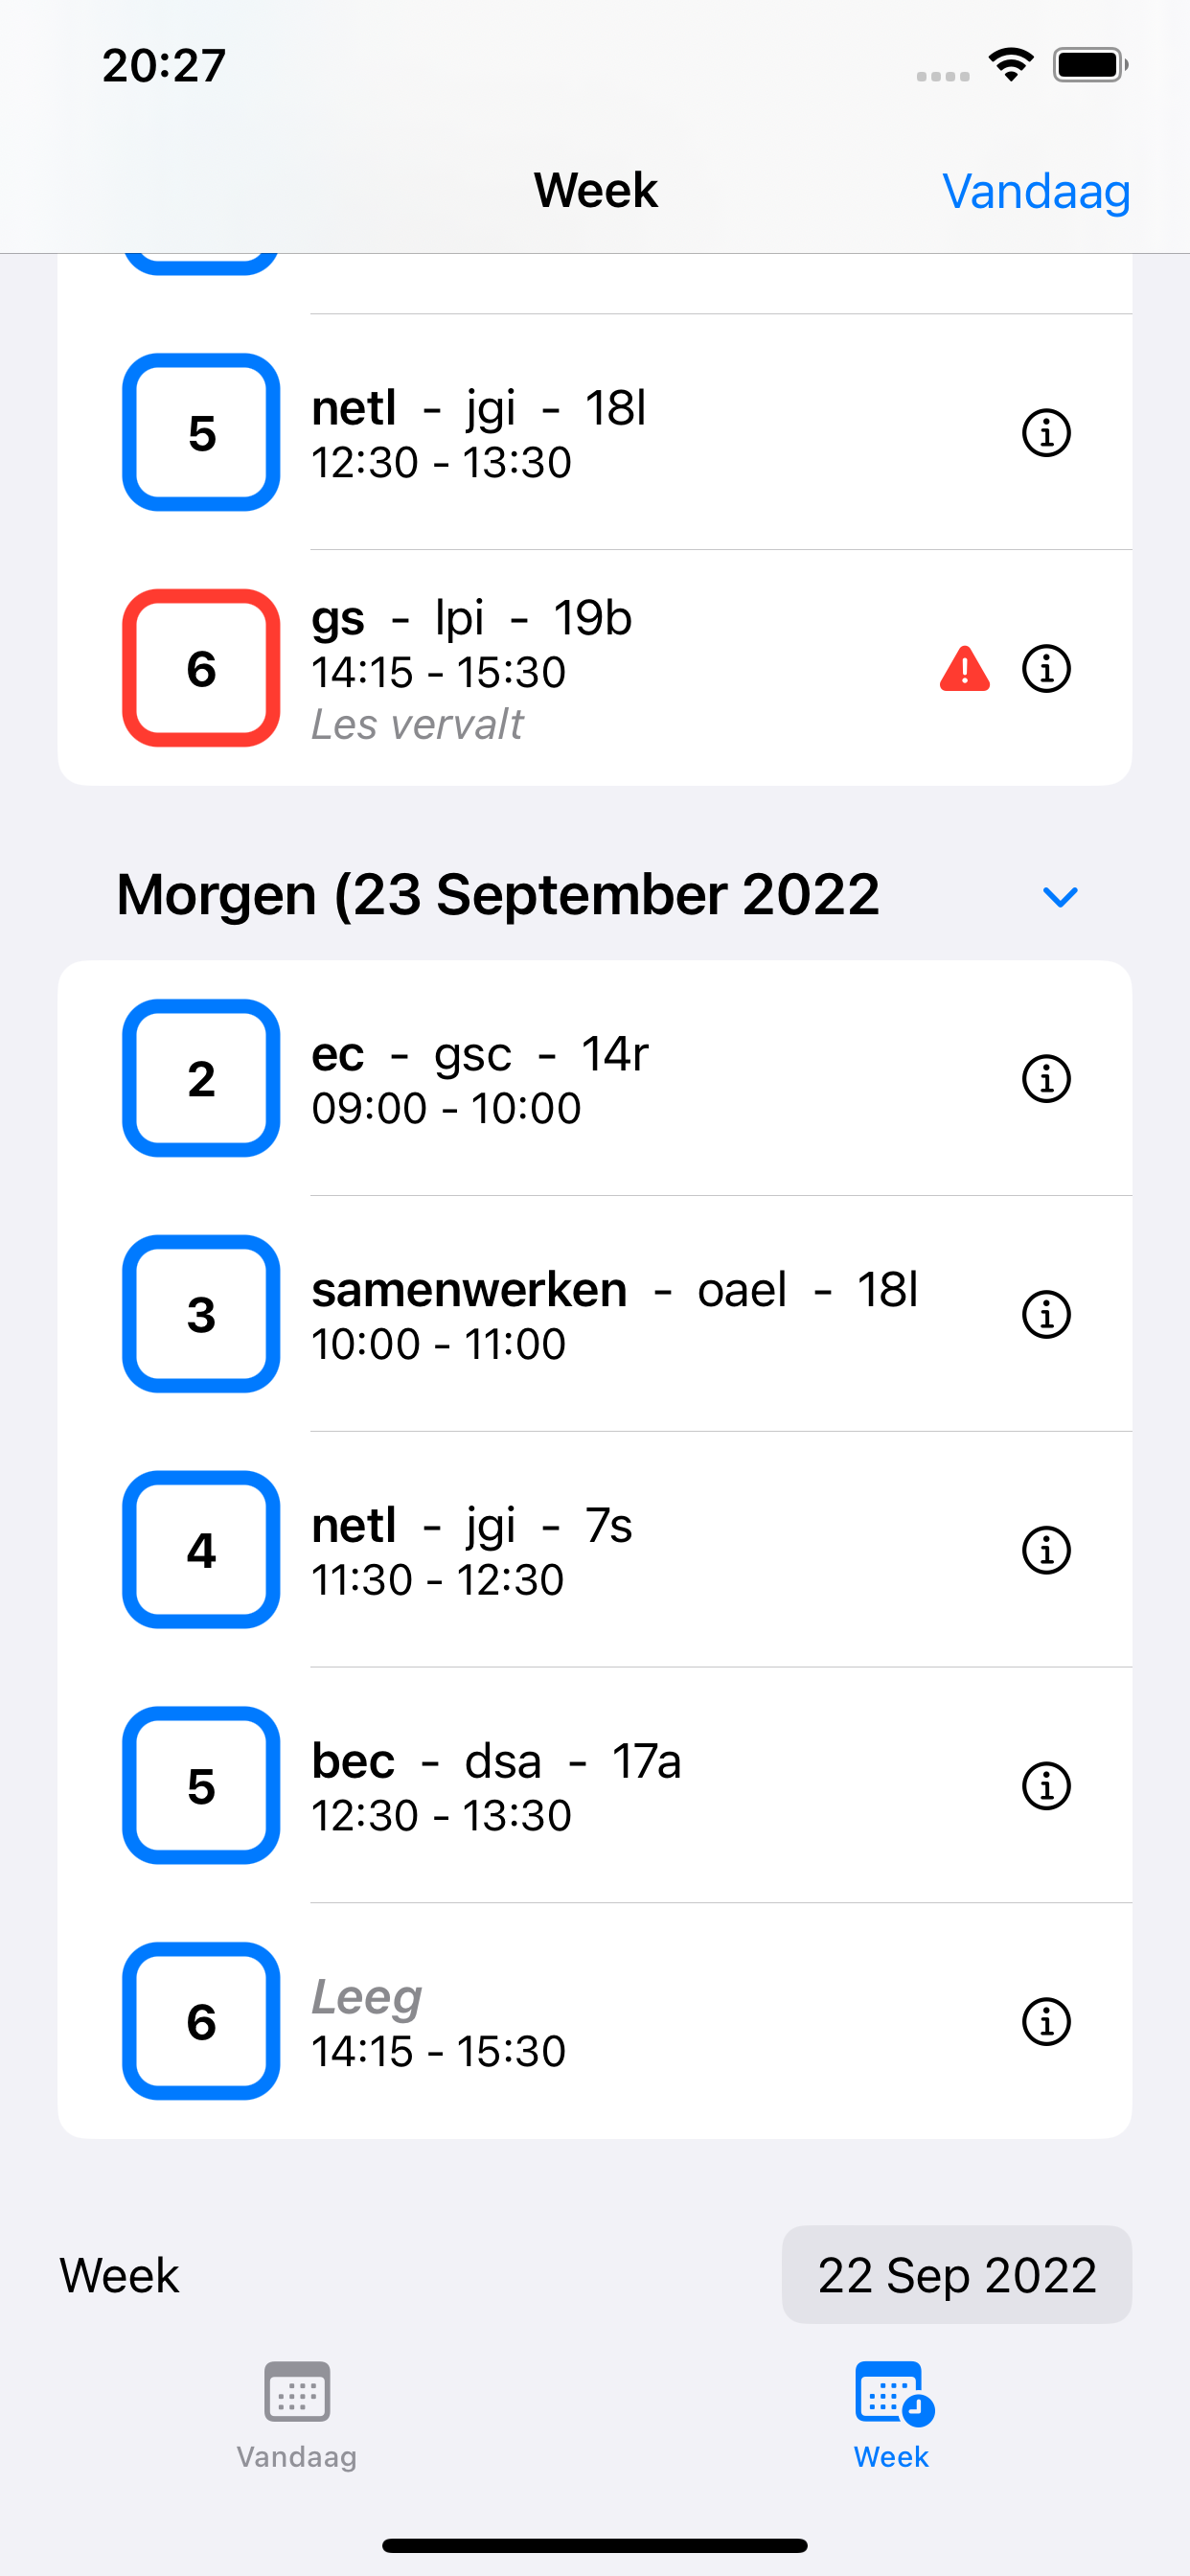 20:27
Week
Vandaag
5
netl - jgi - 18l
12:30 - 13:30
6
gs - lpi - 19b
14:15 - 15:30
Les vervalt
Morgen (23 September 2022
2
ec - gsc - 14r
09:00 - 10:00
3
samenwerken - oael - 18l
10:00 - 11:00
4
netl - jgi - 7s
11:30 - 12:30
5
bec - dsa - 17a
12:30 - 13:30
6
Leeg
14:15 - 15:30
Week
22 Sep 2022
Vandaag
Week